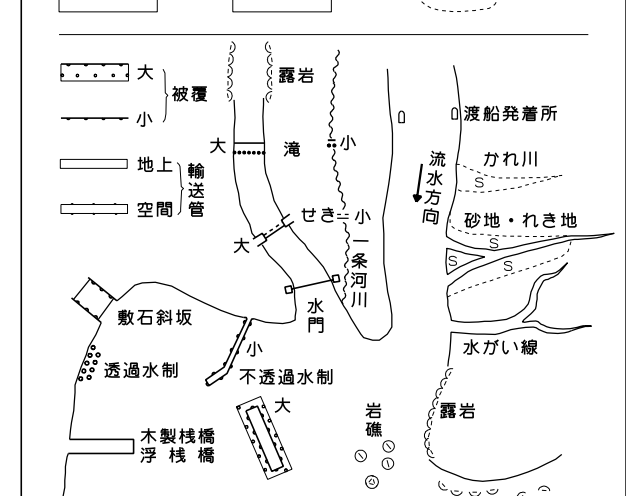 大
被覆
小
地上
輸送管
空間
露岩
大
滝
小
せき
小
大
一条河川
水門
渡船発着所
流水方向
かれ川
S
砂地・れき地
S
S
S
水がい線
敷石斜坂
透過水制
小
不透過水制
大
木製桟橋
浮桟橋
岩礁
露岩